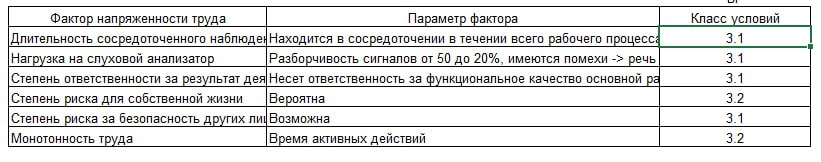 Фактор напряженности труда Параметр фактора Класс условий
Длительность сосредоточенного наблюден Находится в сосредоточении в течении всего рабочего процесса 3.1
Нагрузка на слуховой анализатор Разборчивость сигналов от 50 до 20%, имеются помехи -> речь 3.1
Степень ответственности за результат дея Несет ответственность за функциональное качество основной ра 3.1
Степень риска для собственной жизни Вероятна 3.2
Степень риска за безопасность других ли Возможна 3.1
Монотонность труда Время активных действий 3.2